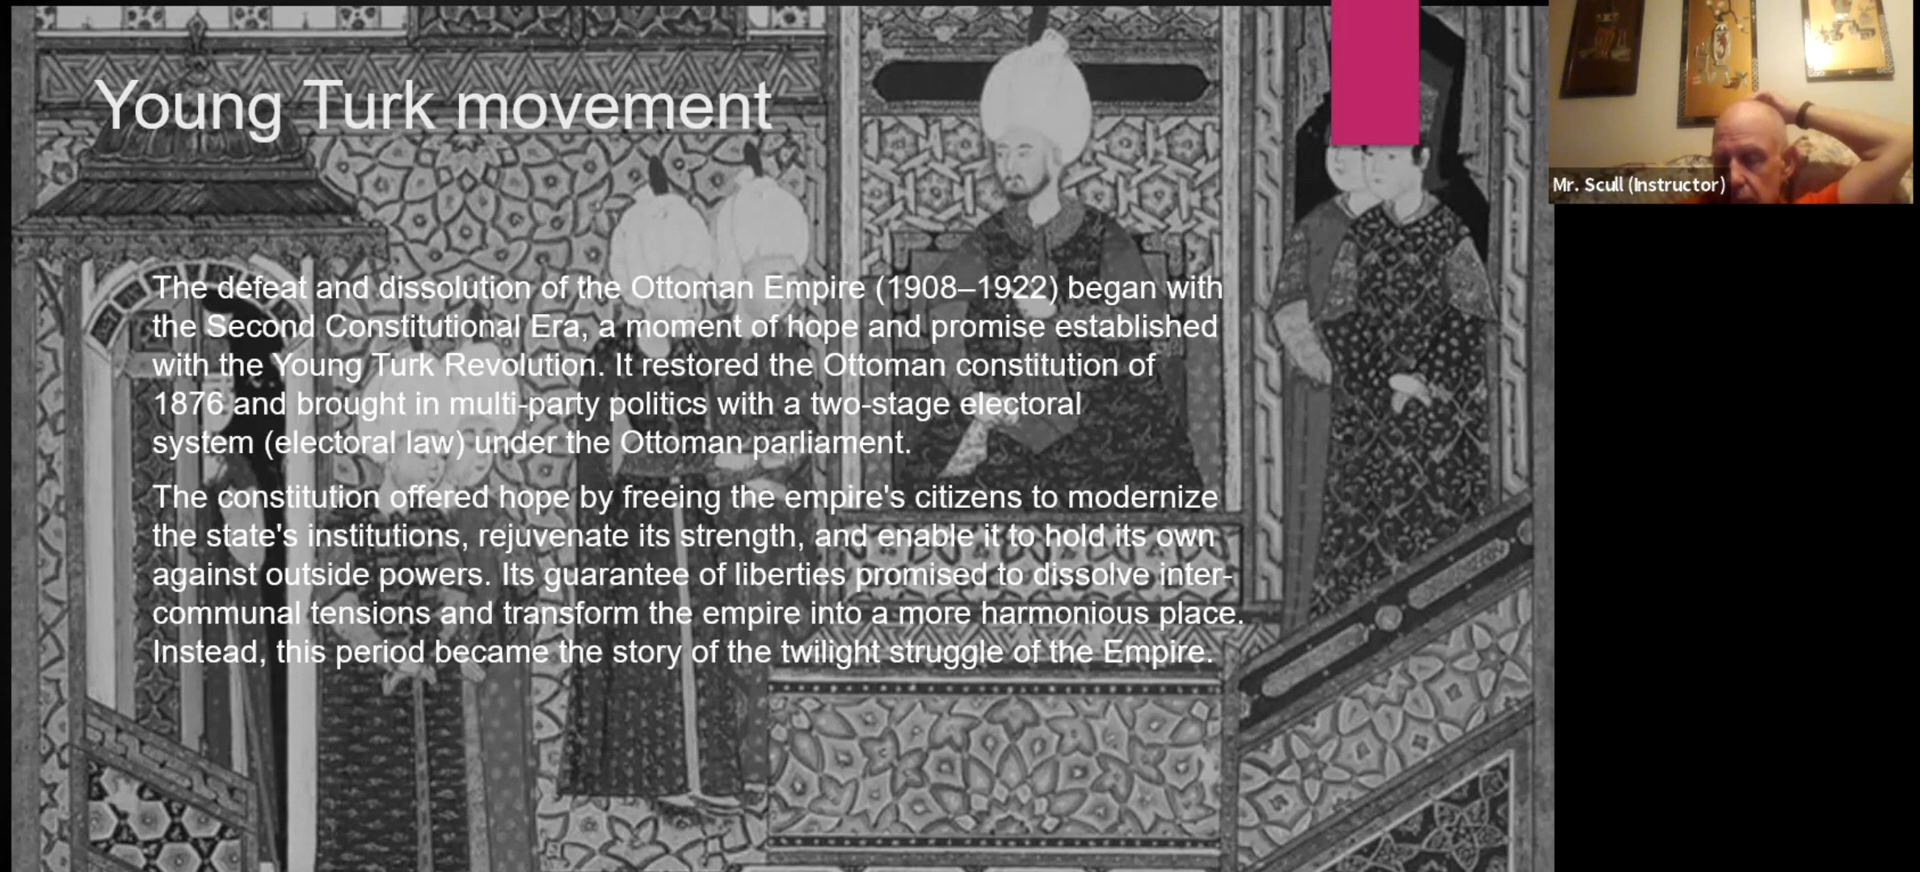 Young Turk movement
Mr. Scull (Instructor)
The defeat and dissolution of the Ottoman Empire (1908–1922) began with
the Second Constitutional Era, a moment of hope and promise established
with the Young Turk Revolution. It restored the Ottoman constitution of
1876 and brought in multi-party politics with a two-stage electoral
system (electoral law) under the Ottoman parliament.
The constitution offered hope by freeing the empire's citizens to modernize
the state's institutions, rejuvenate its strength, and enable it to hold its own
against outside powers. Its guarantee of liberties promised to dissolve inter-
communal tensions and transform the empire into a more harmonious place.
Instead, this period became the story of the twilight struggle of the Empire.